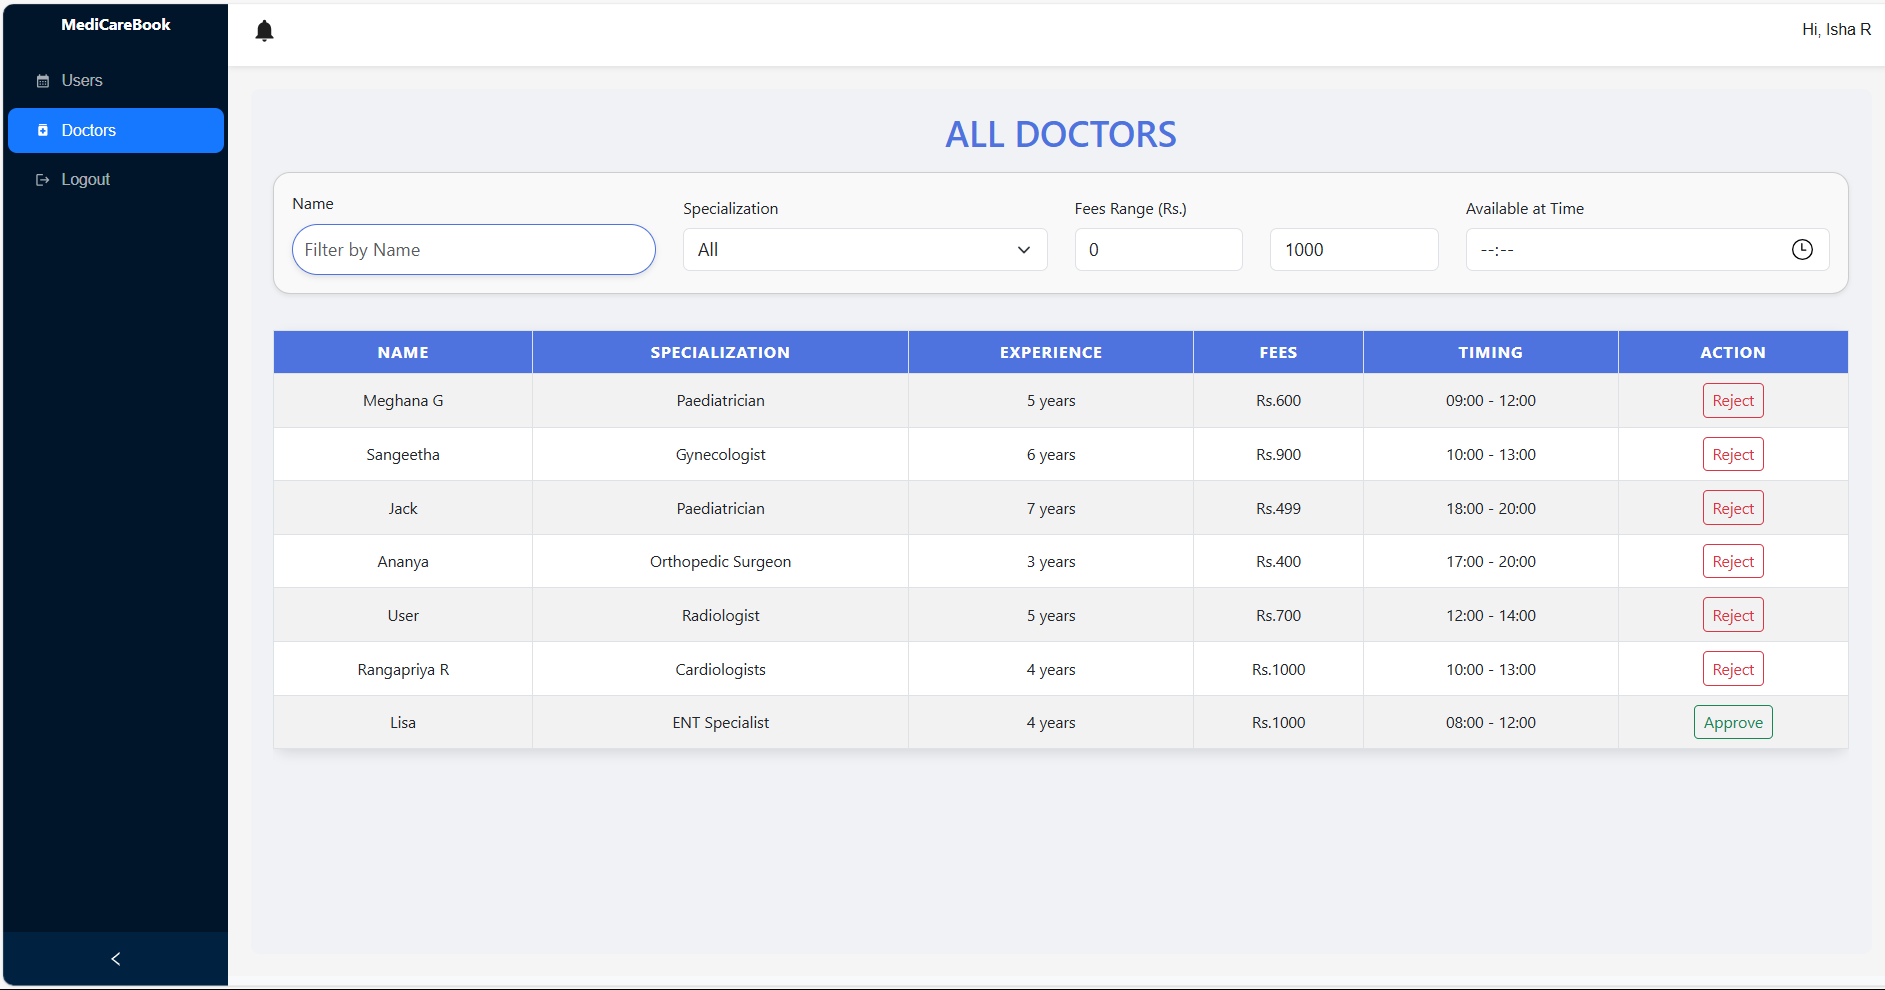 MediCareBook
Users
Doctors
Logout
Hi, Isha R
ALL DOCTORS
Name Specialization Fees Range (Rs.) Available at Time
Filter by Name All 0 1000 --:--
NAME SPECIALIZATION EXPERIENCE FEES TIMING ACTION
Meghana G Paediatrician 5 years Rs.600 09:00 - 12:00 Reject
Sangeetha Gynecologist 6 years Rs.900 10:00 - 13:00 Reject
Jack Paediatrician 7 years Rs.499 18:00 - 20:00 Reject
Ananya Orthopedic Surgeon 3 years Rs.400 17:00 - 20:00 Reject
User Radiologist 5 years Rs.700 12:00 - 14:00 Reject
Rangapriya R Cardiologists 4 years Rs.1000 10:00 - 13:00 Reject
Lisa ENT Specialist 4 years Rs.1000 08:00 - 12:00 Approve